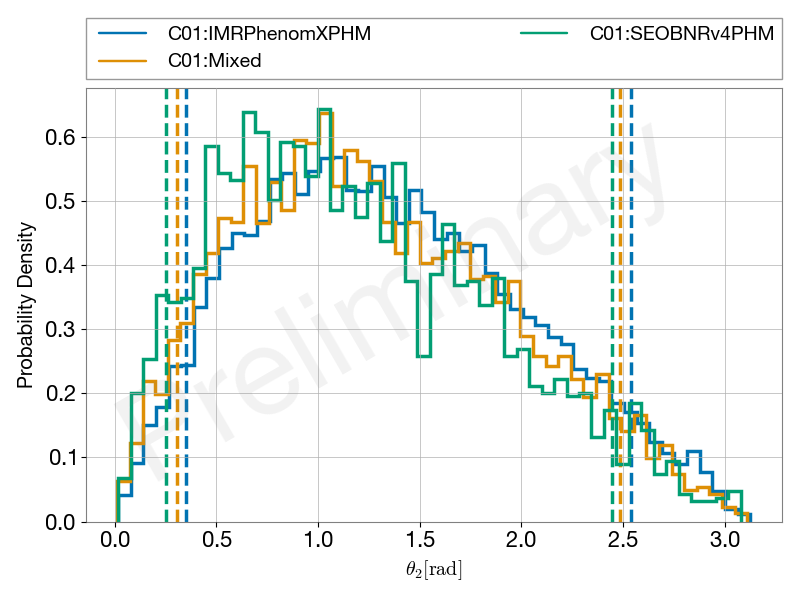 C01:IMRPhenomXPHM
C01:Mixed
C01:SEOBNRv4PHM
Preliminary
Probability Density
0.6
0.5
0.4
0.3
0.2
0.1
0.0
0.0 0.5 1.0 1.5 2.0 2.5 3.0
θ₂[rad]